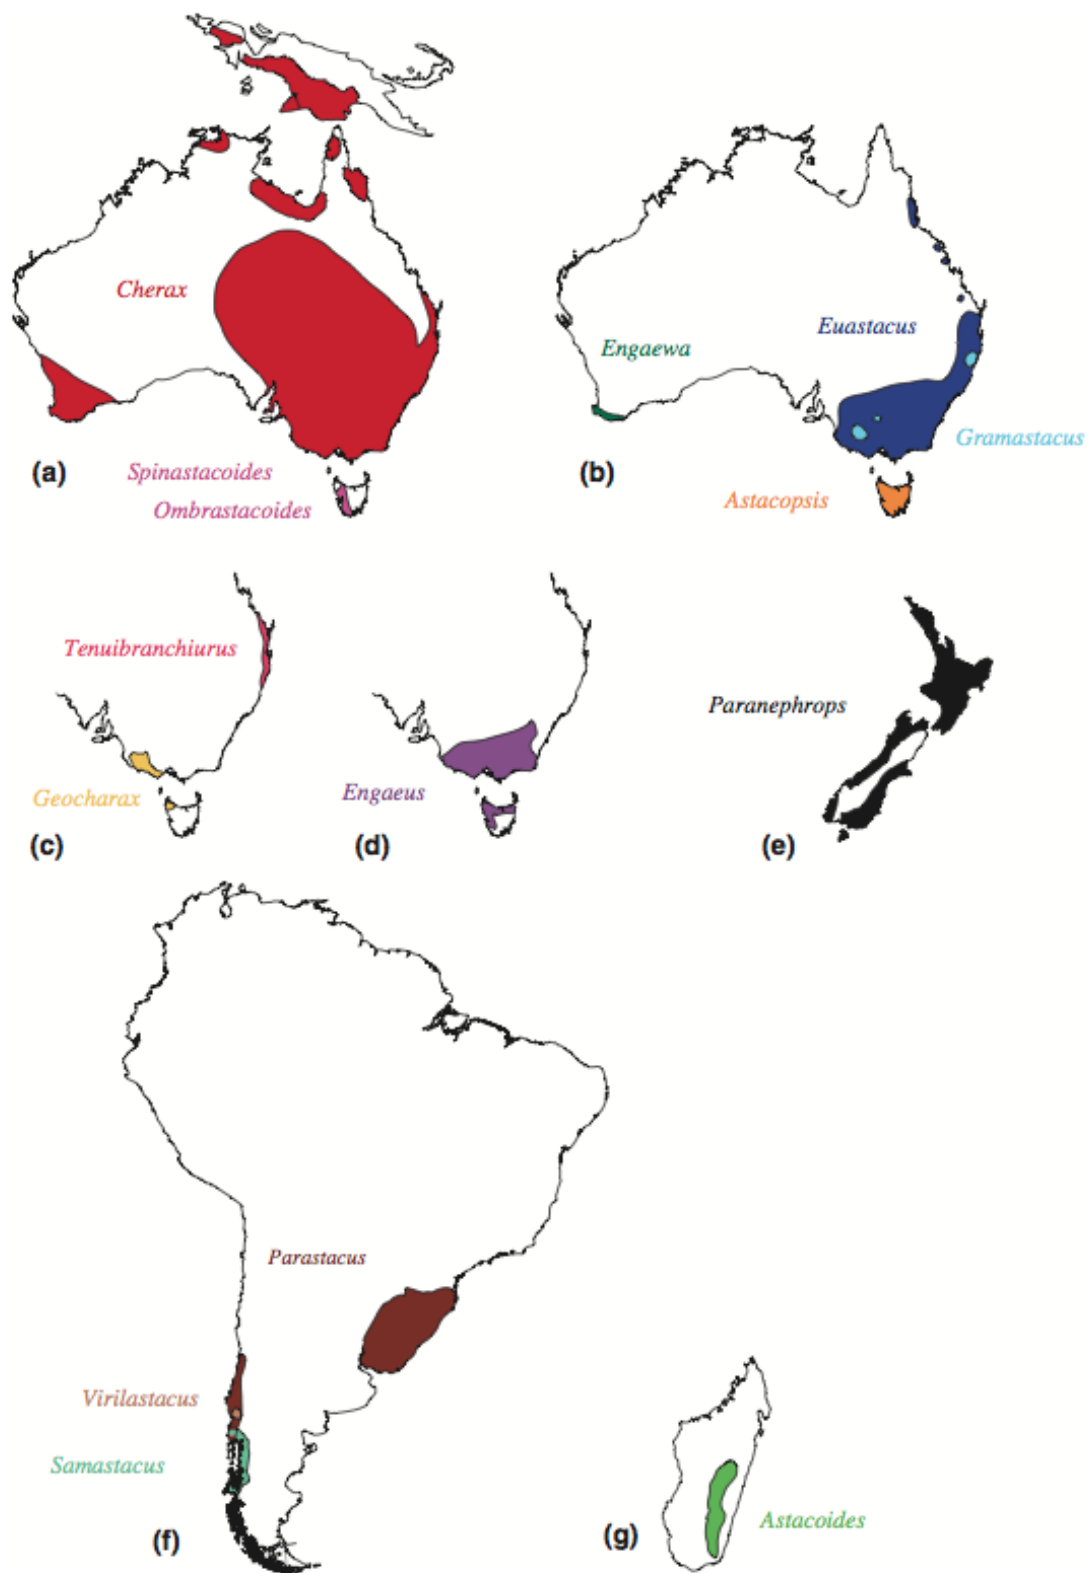 Cherax
Spinastacoides
Ombrastacoides
(a)
Engaewa
Euastacus
Gramastacus
Astacopsis
(b)
Tenuibranchiurus
Geocharax
(c)
Engaeus
(d)
Paranephrops
(e)
Parastacus
Virilastacus
Samastacus
(f)
Astacoides
(g)